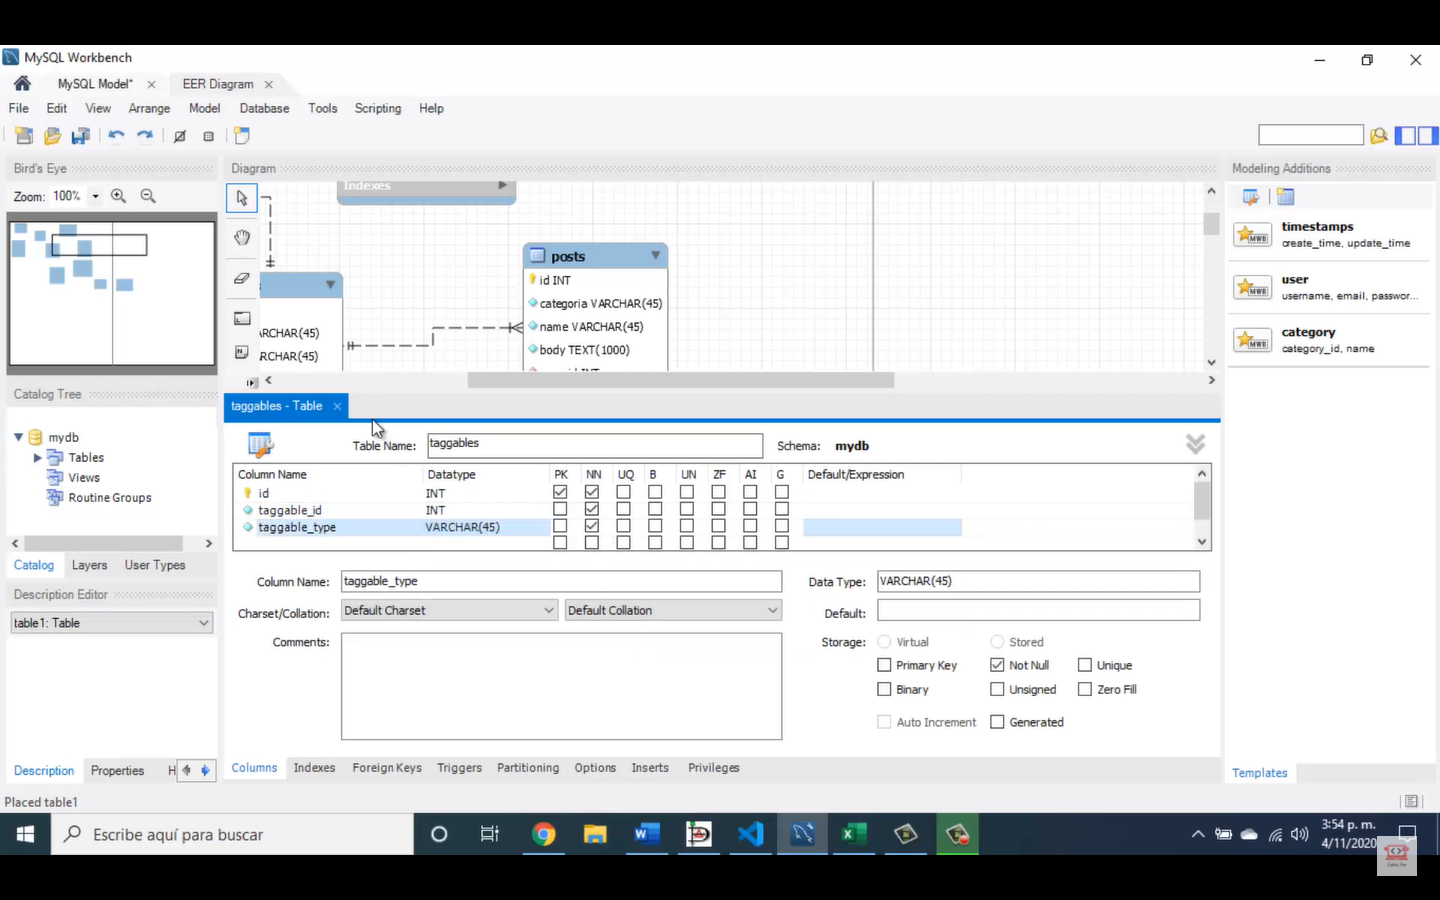 MySQL Workbench
MySQL Model* EER Diagram
File Edit View Arrange Model Database Tools Scripting Help
Bird's Eye
Zoom: 100%
Diagram
Indexes
posts
id INT
categoria VARCHAR(45)
name VARCHAR(45)
body TEXT(1000)
Modeling Additions
timestamps
create_time, update_time
user
username, email, passwor...
category
category_id, name
Templates
Catalog Tree
mydb
Tables
Views
Routine Groups
Catalog Layers User Types
Description Editor
table1: Table
Description Properties H
taggables - Table
Table Name: taggables Schema: mydb
Column Name Datatype PK NN UQ B UN ZF AI G Default/Expression
id INT
taggable_id INT
taggable_type VARCHAR(45)
Column Name: taggable_type Data Type: VARCHAR(45)
Charset/Collation: Default Charset Default Collation Default:
Comments: Storage: Virtual Stored
Primary Key Not Null Unique
Binary Unsigned Zero Fill
Auto Increment Generated
Columns Indexes Foreign Keys Triggers Partitioning Options Inserts Privileges
Placed table1
Escribe aquí para buscar
3:54 p. m.
4/11/2020